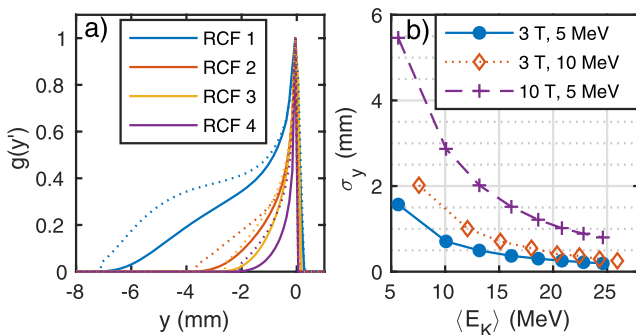 a)
g(y')
1
0.8
0.6
0.4
0.2
0
RCF 1
RCF 2
RCF 3
RCF 4
-8 -6 -4 -2 0
y (mm)
b)
σy (mm)
6
4
2
0
3 T, 5 MeV
3 T, 10 MeV
10 T, 5 MeV
5 10 15 20 25
⟨EK⟩ (MeV)